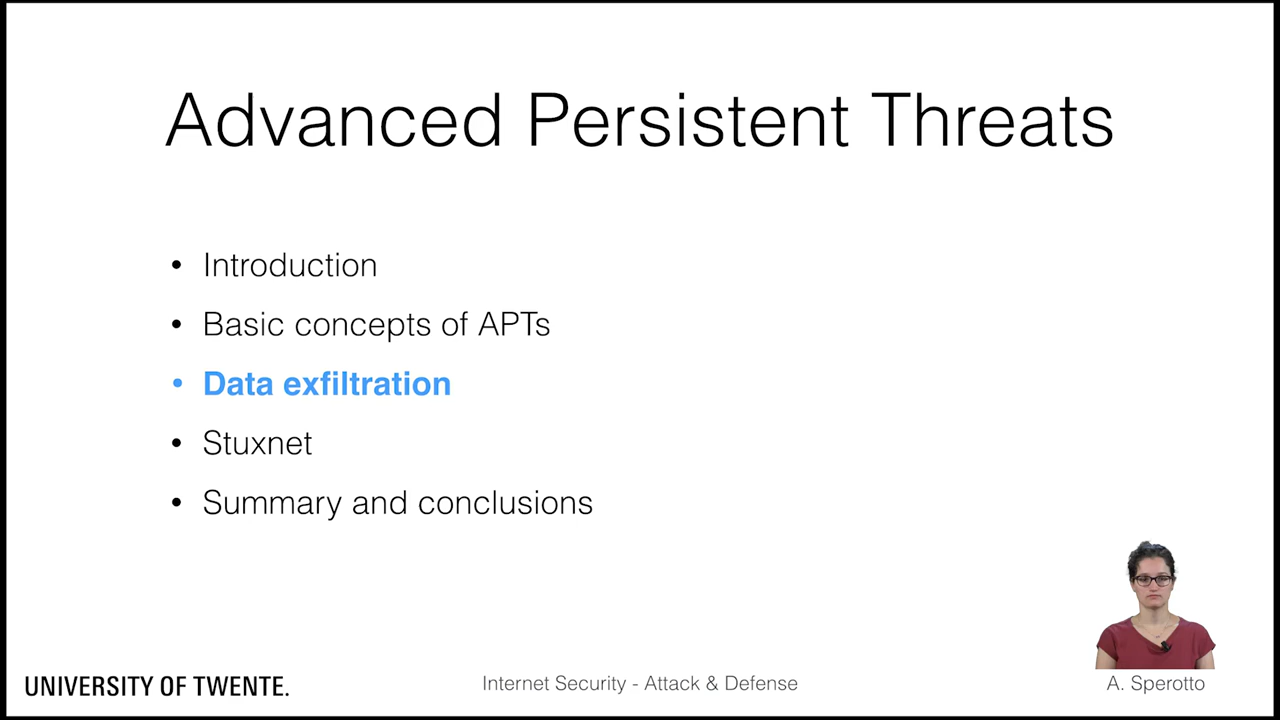 Advanced Persistent Threats
• Introduction
• Basic concepts of APTs
• Data exfiltration
• Stuxnet
• Summary and conclusions
UNIVERSITY OF TWENTE.
Internet Security - Attack & Defense
A. Sperotto